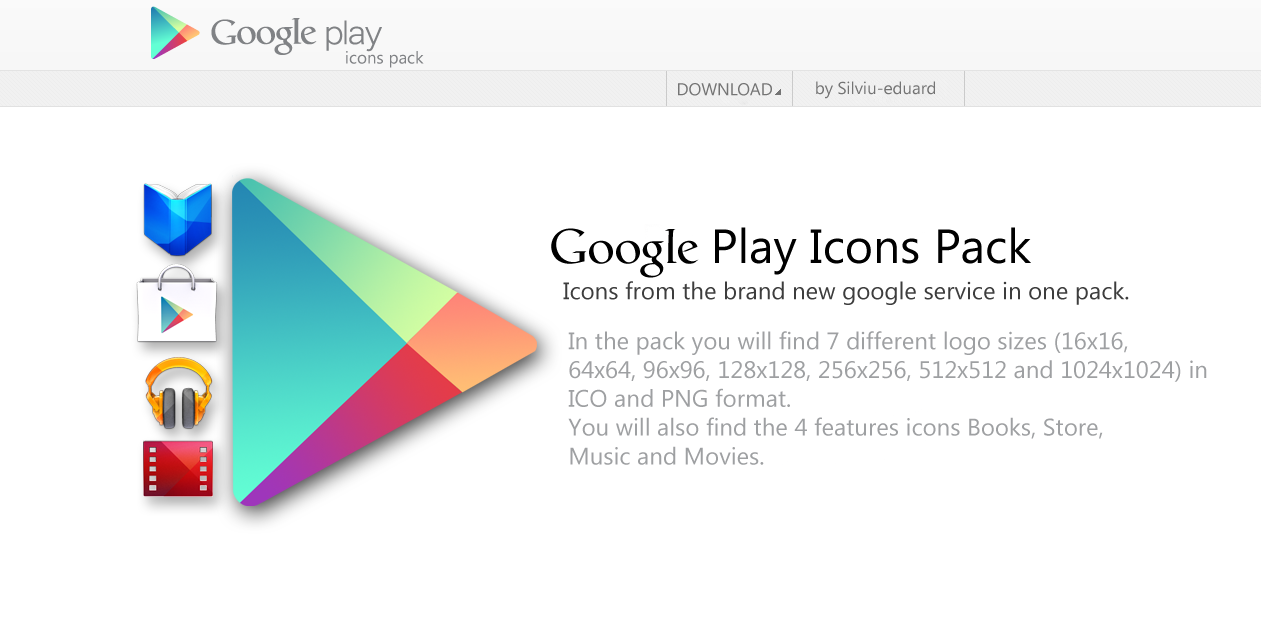 Google play
icons pack
DOWNLOAD
by Silviu-eduard
Google Play Icons Pack
Icons from the brand new google service in one pack.
In the pack you will find 7 different logo sizes (16x16,
64x64, 96x96, 128x128, 256x256, 512x512 and 1024x1024) in
ICO and PNG format.
You will also find the 4 features icons Books, Store,
Music and Movies.